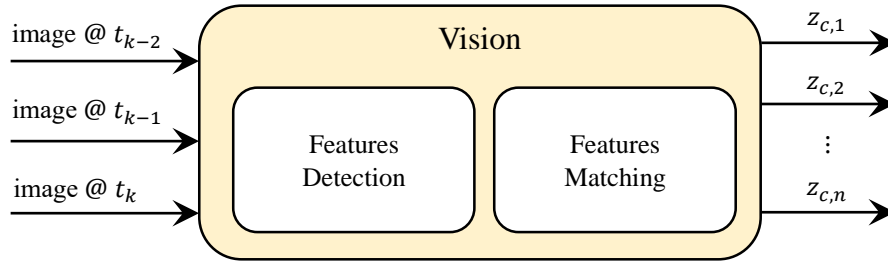 Vision
image @ t_{k−2}
image @ t_{k−1}
image @ t_k
Features
Detection
Features
Matching
z_{c,1}
z_{c,2}
⋮
z_{c,n}